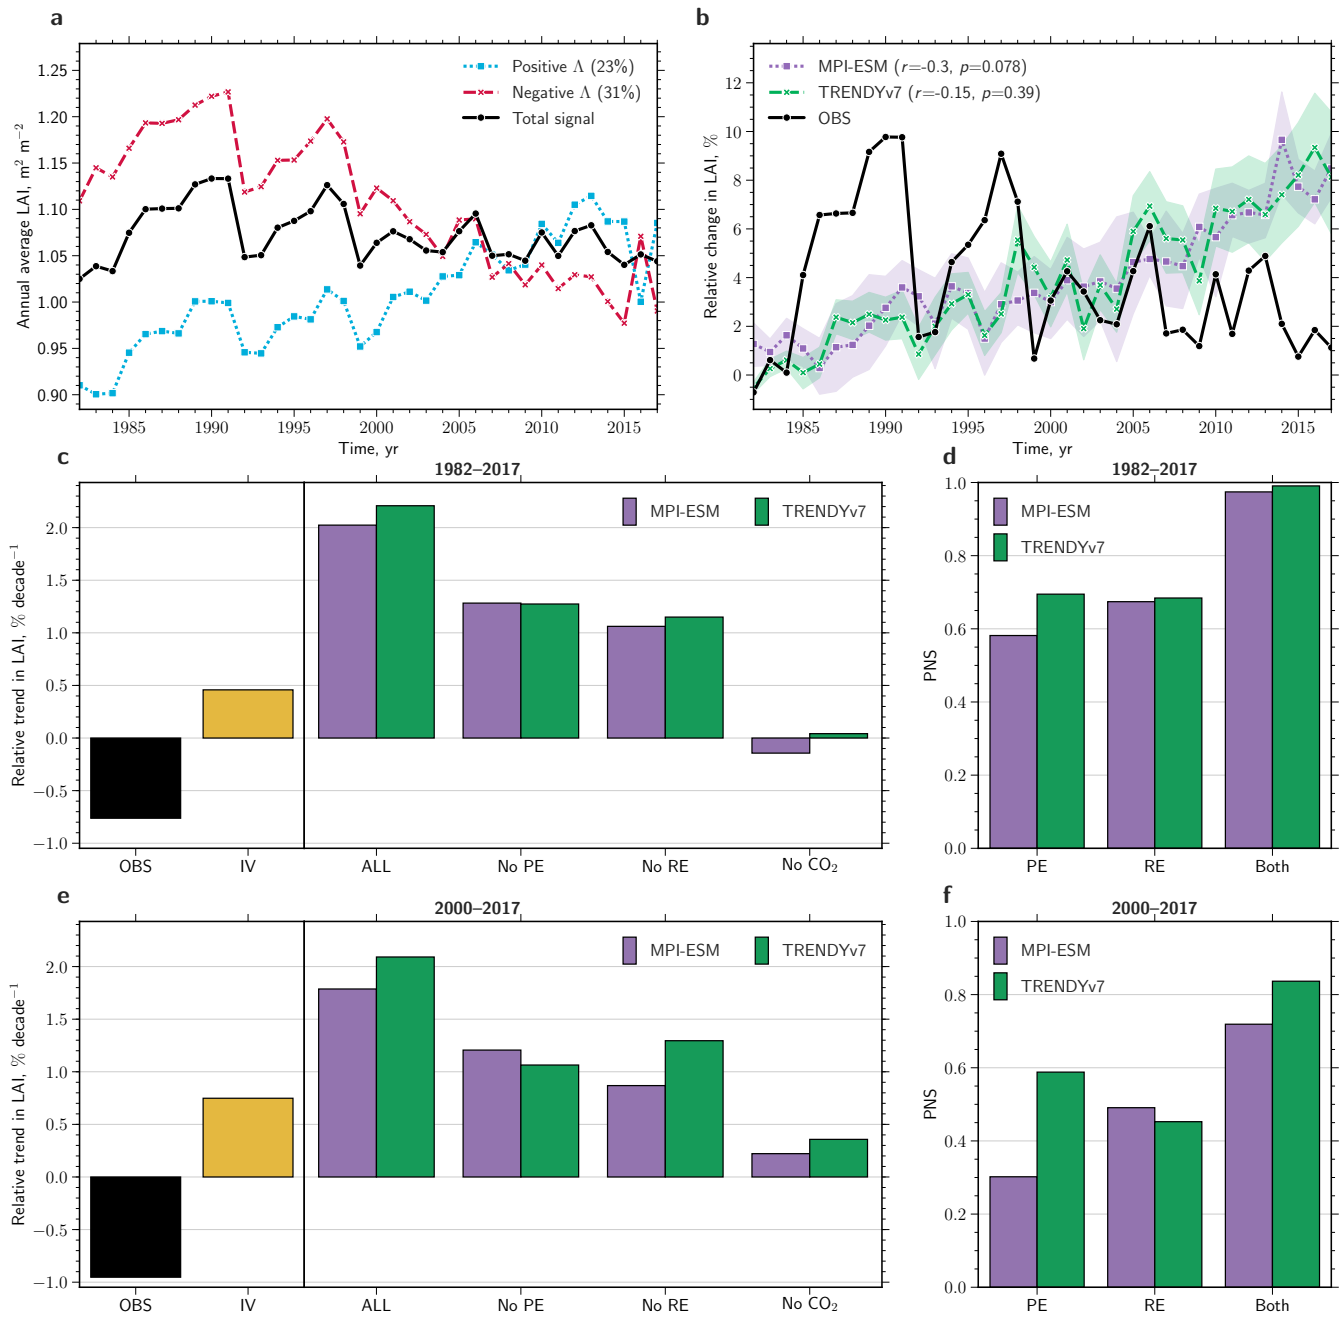 a
1.25
1.20
1.15
1.10
1.05
1.00
0.95
0.90
Annual average LAI, m² m⁻²
Positive Λ (23%)
Negative Λ (31%)
Total signal
1985 1990 1995 2000 2005 2010 2015
Time, yr
b
12
10
8
6
4
2
0
Relative change in LAI, %
MPI-ESM (r=-0.3, p=0.078)
TRENDYv7 (r=-0.15, p=0.39)
OBS
1985 1990 1995 2000 2005 2010 2015
Time, yr
c
1982–2017
2.0
1.5
1.0
0.5
0.0
−0.5
−1.0
Relative trend in LAI, % decade⁻¹
MPI-ESM TRENDYv7
OBS IV ALL No PE No RE No CO₂
d
1982–2017
1.0
0.8
0.6
0.4
0.2
0.0
PNS
MPI-ESM
TRENDYv7
PE RE Both
e
2000–2017
2.0
1.5
1.0
0.5
0.0
−0.5
−1.0
Relative trend in LAI, % decade⁻¹
MPI-ESM TRENDYv7
OBS IV ALL No PE No RE No CO₂
f
2000–2017
1.0
0.8
0.6
0.4
0.2
0.0
PNS
MPI-ESM
TRENDYv7
PE RE Both